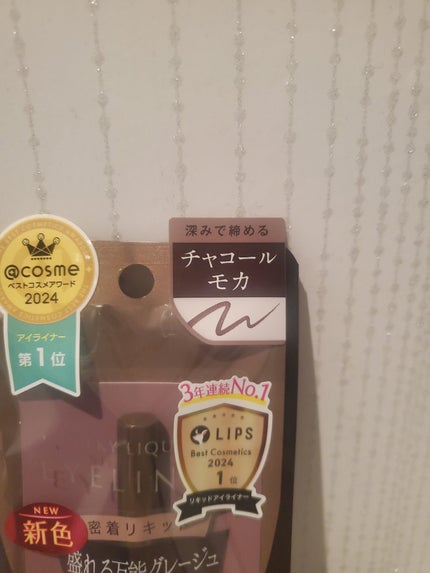 深みで締める
チャコール
モカ
@cosme
ベストコスメアワード
2024
アイライナー
第1位
3年連続No.1
LIPS
Best Cosmetics
2024
1位
リキッドアイライナー
NEW
新色
密着リキッ
盛れる万能グレージュ